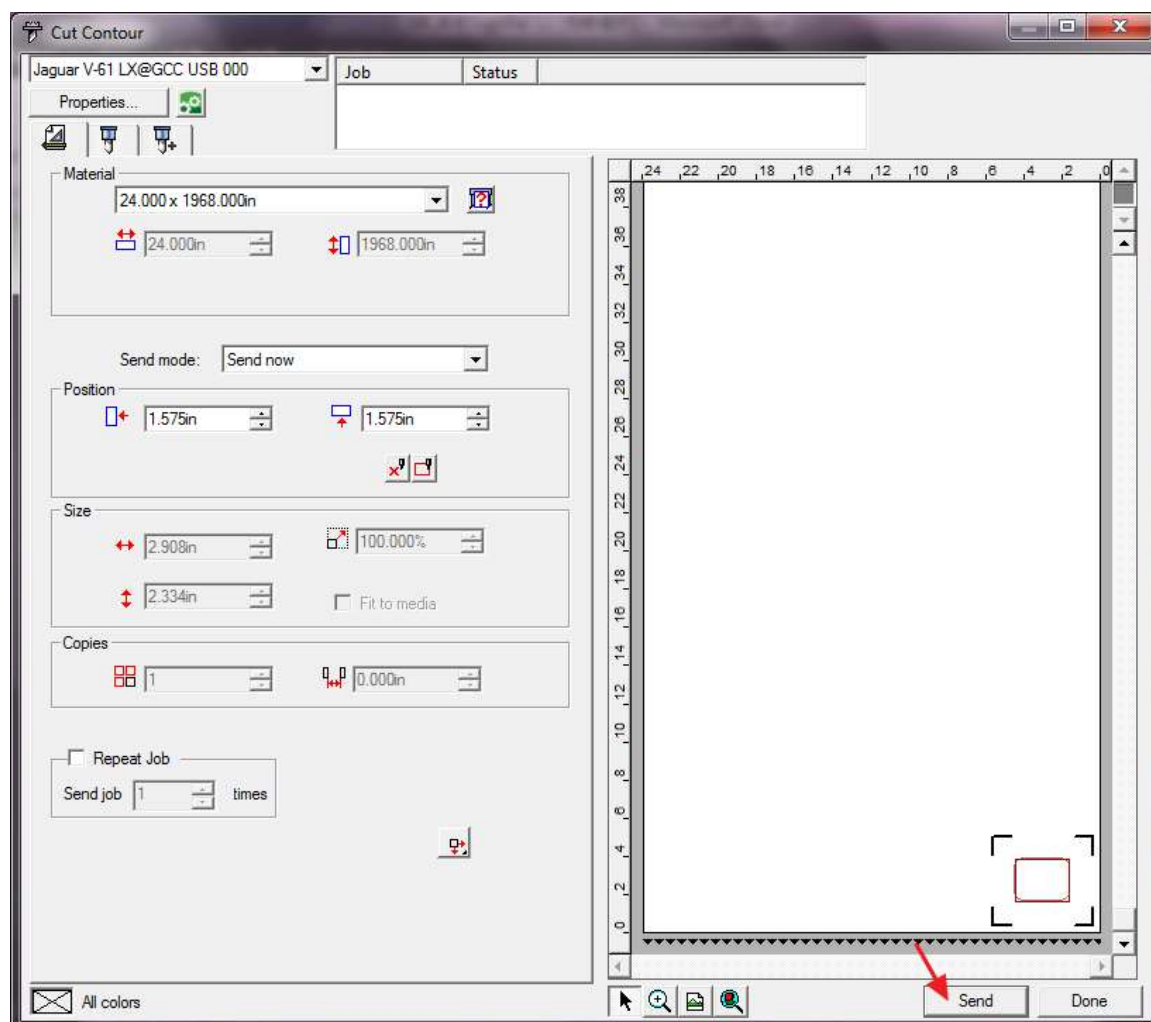 Cut Contour
Jaguar V-61 LX@GCC USB 000
Job Status
Properties...
Material
24.000 x 1968.000in
24.000in 1968.000in
Send mode: Send now
Position
1.575in 1.575in
Size
2.908in 100.000%
2.334in Fit to media
Copies
1 0.000in
Repeat Job
Send job 1 times
All colors
24 22 20 18 16 14 12 10 8 6 4 2 0
38
36
34
32
30
28
26
24
22
20
18
16
14
12
10
8
6
4
2
0
Send Done